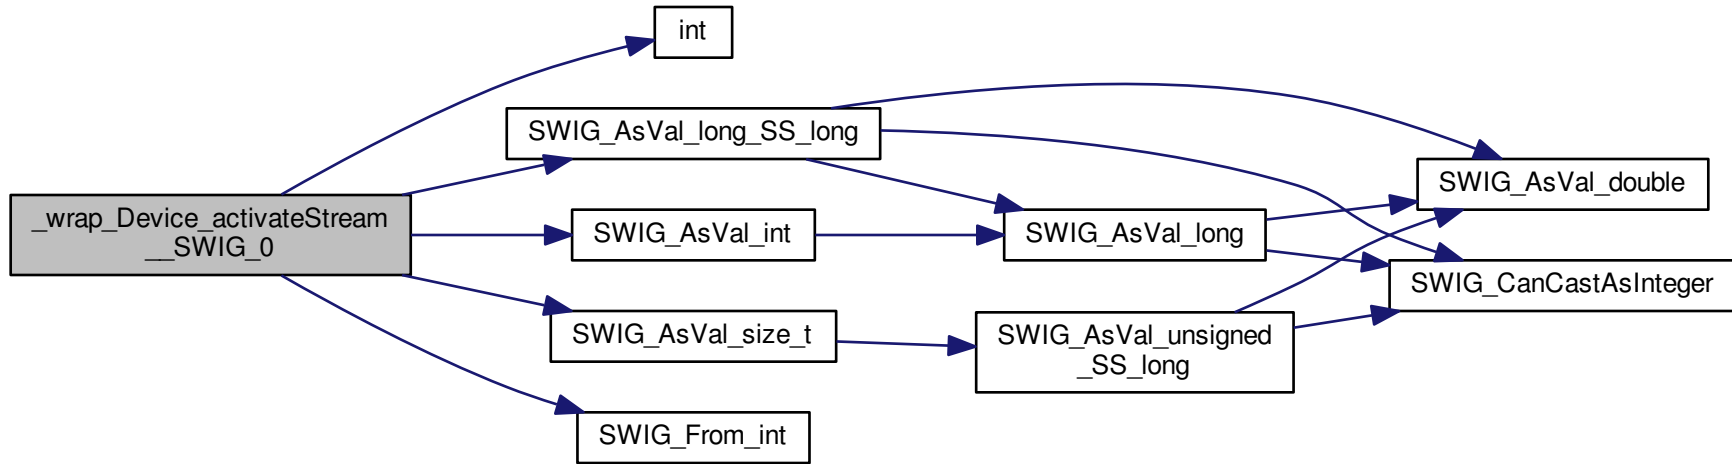 int
SWIG_AsVal_long_SS_long
SWIG_AsVal_double
_wrap_Device_activateStream
__SWIG_0
SWIG_AsVal_int
SWIG_AsVal_long
SWIG_CanCastAsInteger
SWIG_AsVal_size_t
SWIG_AsVal_unsigned
_SS_long
SWIG_From_int